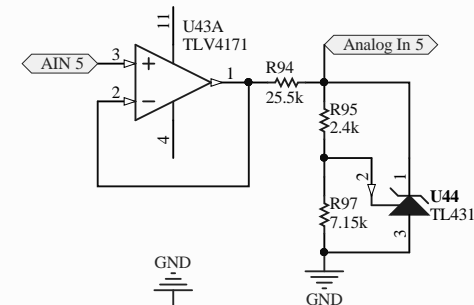 11
U43A
TLV4171
AIN 5
3
2
1
4
R94
25.5k
Analog In 5
R95
2.4k
2
1
U44
TL431
R97
7.15k
3
GND
GND